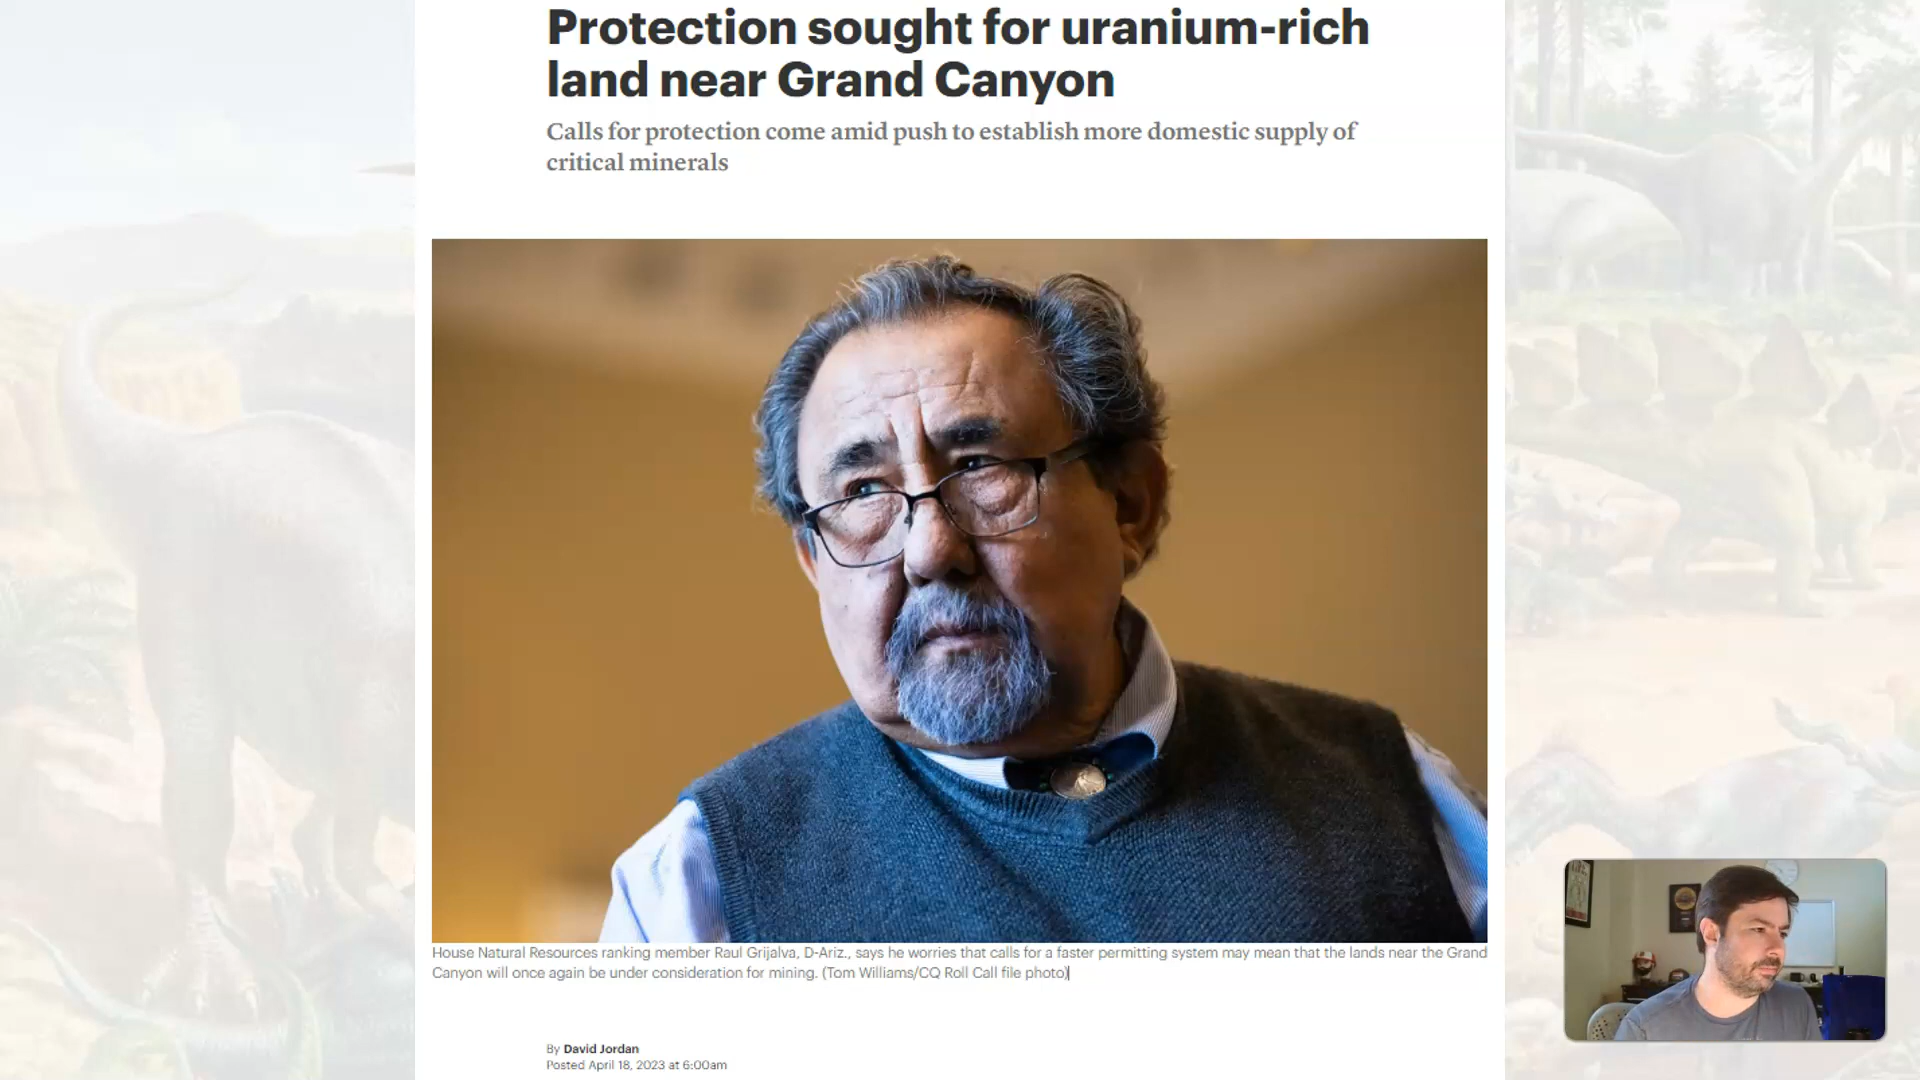 Protection sought for uranium-rich
land near Grand Canyon
Calls for protection come amid push to establish more domestic supply of
critical minerals
House Natural Resources ranking member Raul Grijalva, D-Ariz., says he worries that calls for a faster permitting system may mean that the lands near the Grand
Canyon will once again be under consideration for mining. (Tom Williams/CQ Roll Call file photo)
By David Jordan
Posted April 18, 2023 at 6:00am